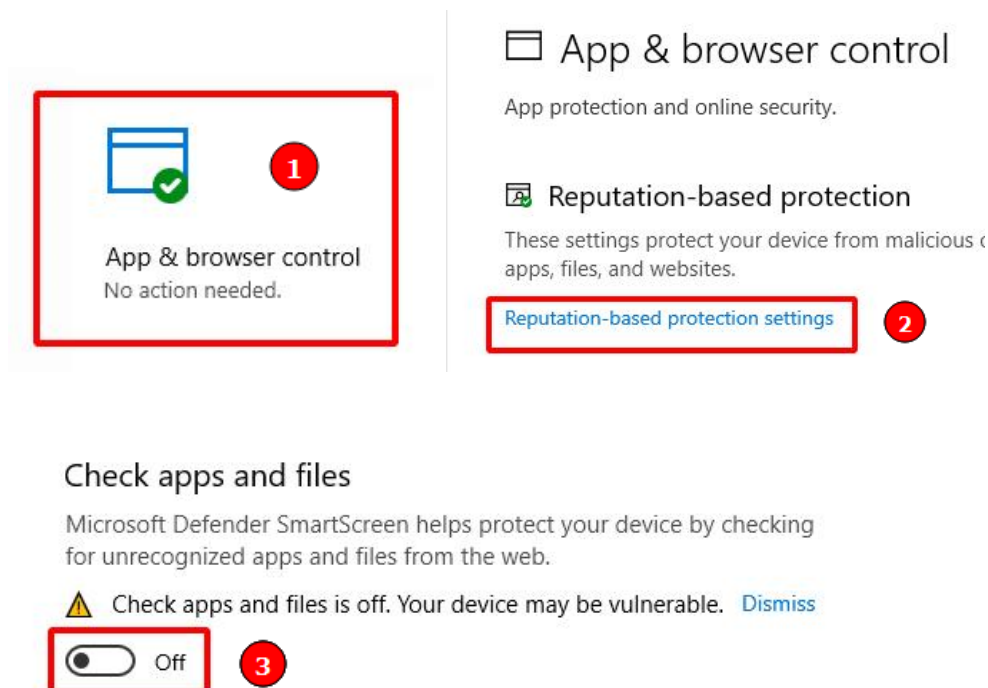 1
App & browser control
No action needed.
App & browser control
App protection and online security.
Reputation-based protection
These settings protect your device from malicious
apps, files, and websites.
Reputation-based protection settings
2
Check apps and files
Microsoft Defender SmartScreen helps protect your device by checking
for unrecognized apps and files from the web.
Check apps and files is off. Your device may be vulnerable. Dismiss
Off
3